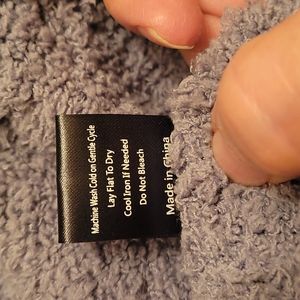 Machine Wash Cold on Gentle Cycle
Lay Flat To Dry
Cool Iron If Needed
Do Not Bleach
Made in China